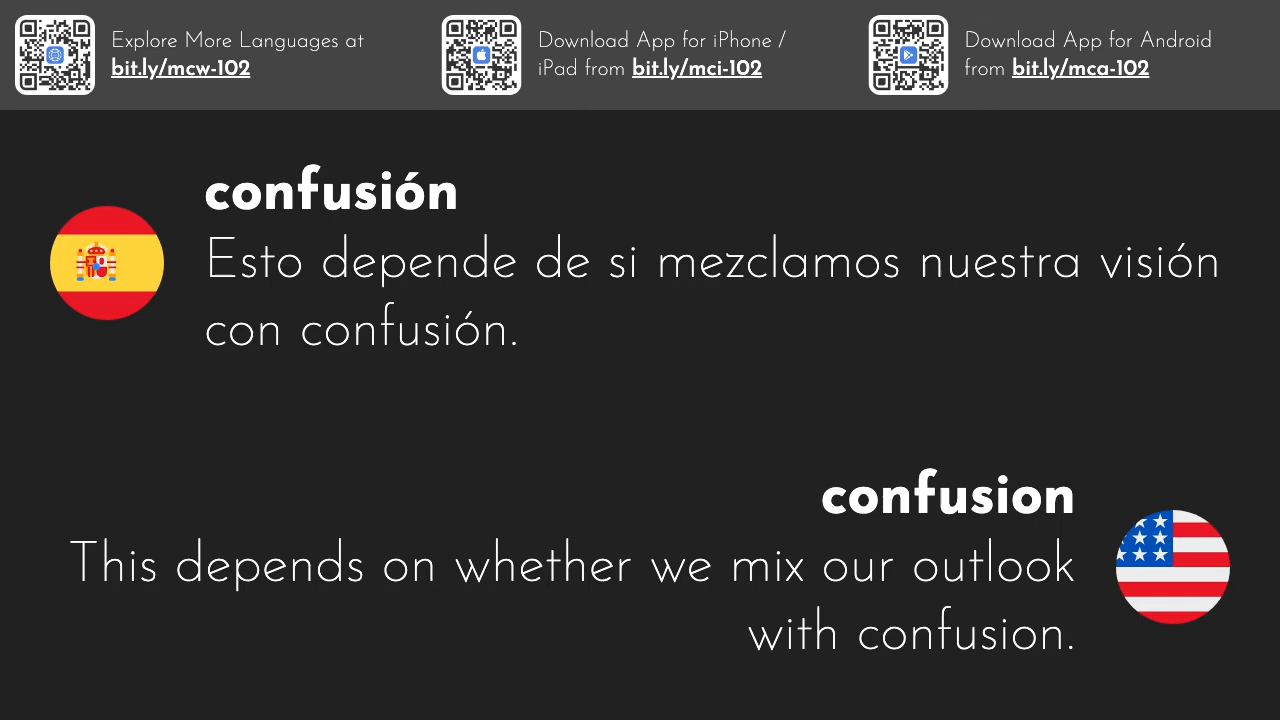 Explore More Languages at
bit.ly/mcw-102
Download App for iPhone /
iPad from bit.ly/mci-102
Download App for Android
from bit.ly/mca-102
confusión
Esto depende de si mezclamos nuestra visión
con confusión.
confusion
This depends on whether we mix our outlook
with confusion.